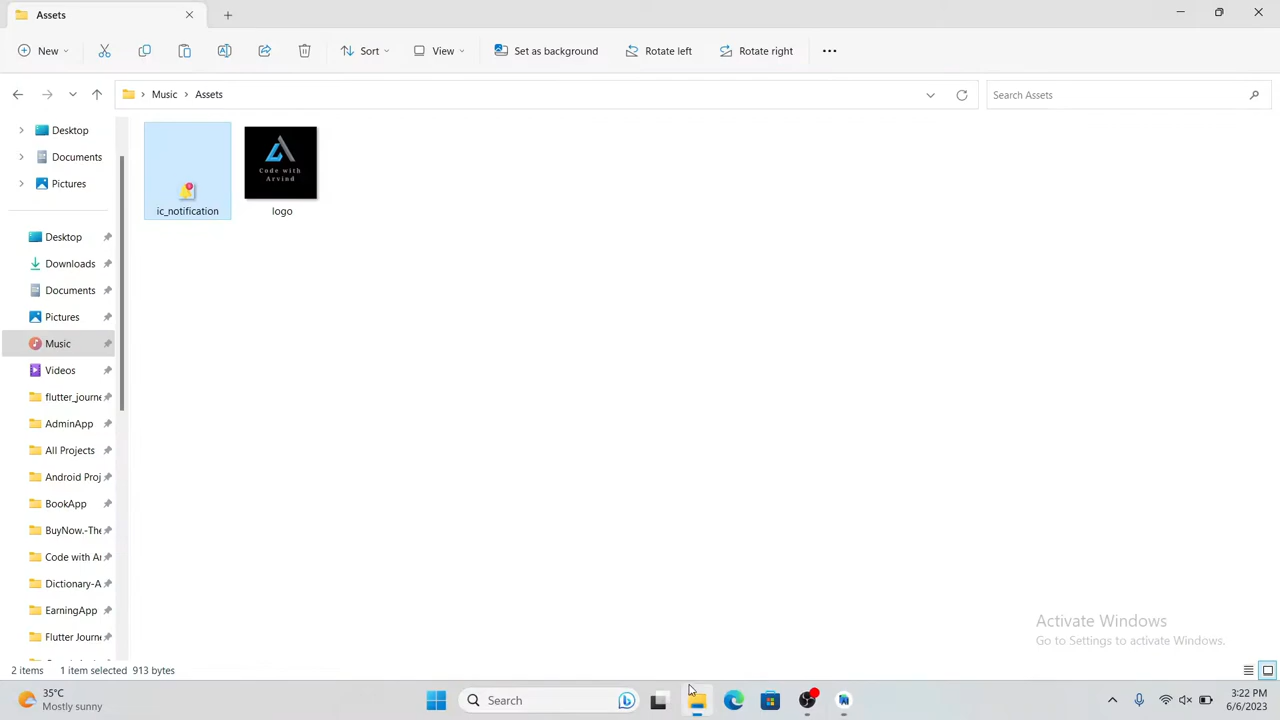 Assets
New
Sort
View
Set as background
Rotate left
Rotate right
Music
Assets
Search Assets
Desktop
Documents
Pictures
Desktop
Downloads
Documents
Pictures
Music
Videos
flutter_journe
AdminApp
All Projects
Android Proj
BookApp
BuyNow.-The
Code with Ar
Dictionary-A
EarningApp
Flutter Journe
Code with
Arvind
ic_notification
logo
Activate Windows
Go to Settings to activate Windows.
2 items
1 item selected 913 bytes
35°C
Mostly sunny
Search
3:22 PM
6/6/2023